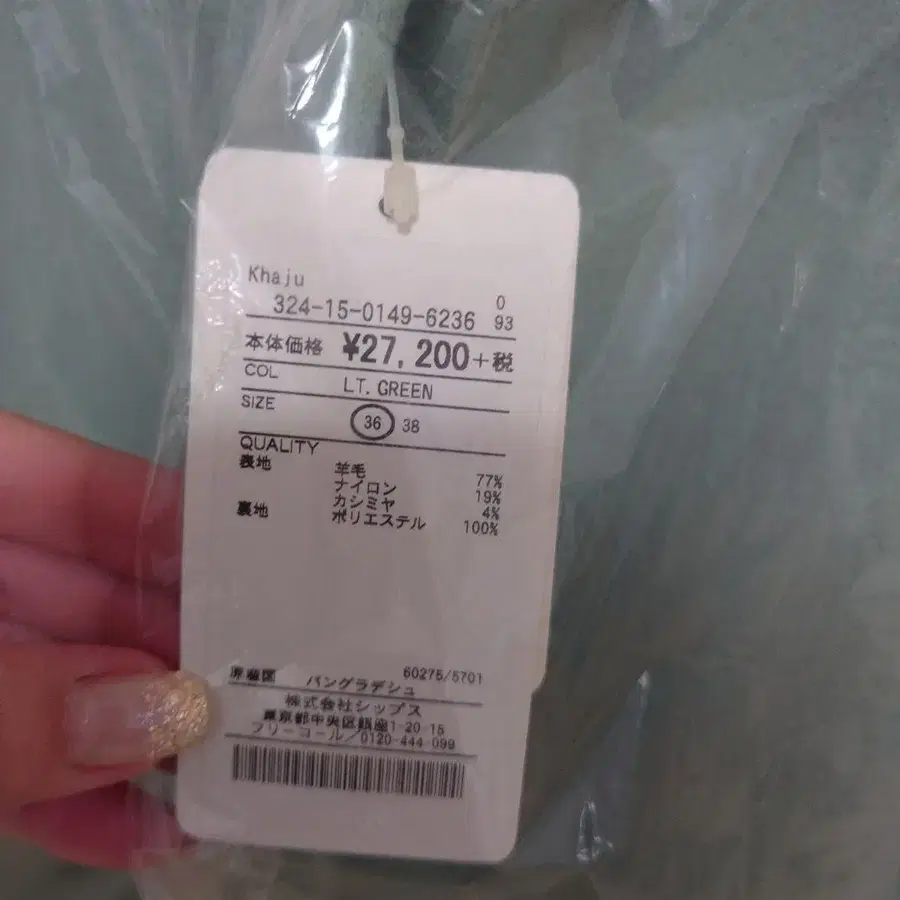 Khaju
0
324-15-0149-6236 93
本体価格 ¥27,200+税
COL LT. GREEN
SIZE
36 38
QUALITY
表地 羊毛 77%
ナイロン 19%
カシミヤ 4%
裏地 ポリエステル 100%
60275/5701
原産国 バングラデシュ
株式会社シップス
東京都中央区銀座1-20-15
フリーコール/0120-444-099